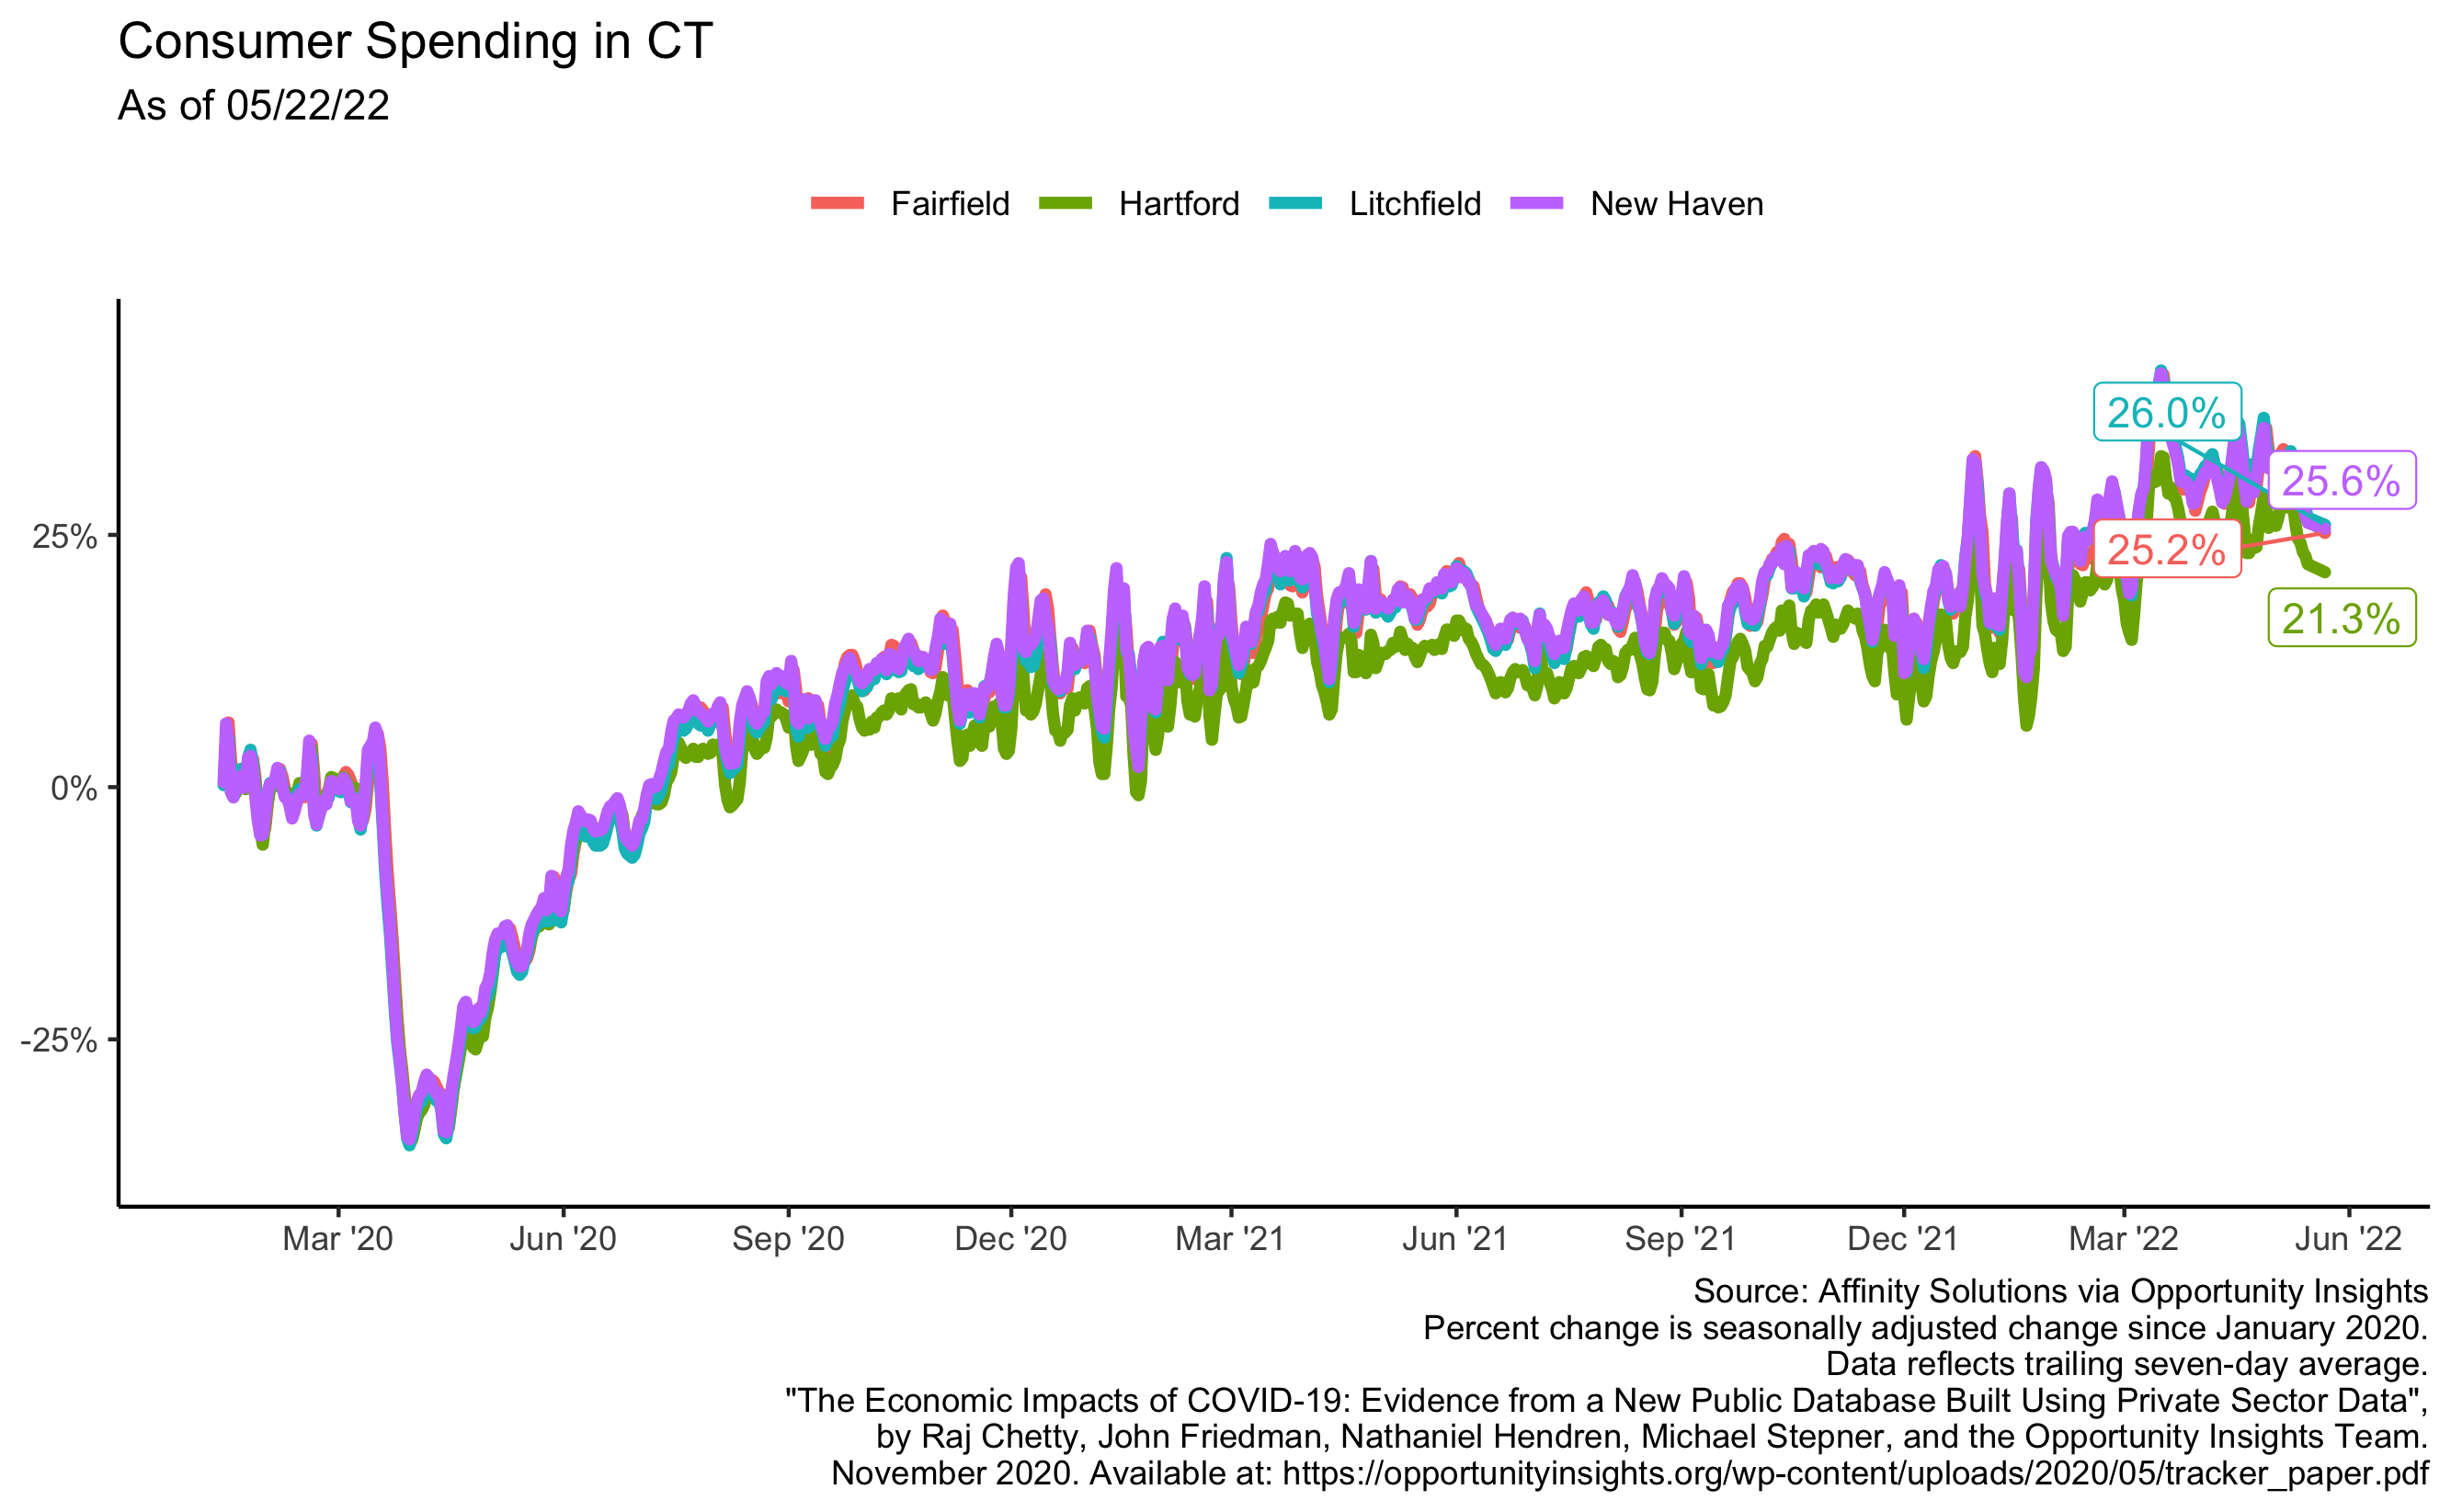 Consumer Spending in CT
As of 05/22/22
Fairfield Hartford Litchfield New Haven
26.0%
25.6%
25%
25.2%
21.3%
0%
-25%
Mar '20 Jun '20 Sep '20 Dec '20 Mar '21 Jun '21 Sep '21 Dec '21 Mar '22 Jun '22
Source: Affinity Solutions via Opportunity Insights
Percent change is seasonally adjusted change since January 2020.
Data reflects trailing seven-day average.
"The Economic Impacts of COVID-19: Evidence from a New Public Database Built Using Private Sector Data",
by Raj Chetty, John Friedman, Nathaniel Hendren, Michael Stepner, and the Opportunity Insights Team.
November 2020. Available at: https://opportunityinsights.org/wp-content/uploads/2020/05/tracker_paper.pdf